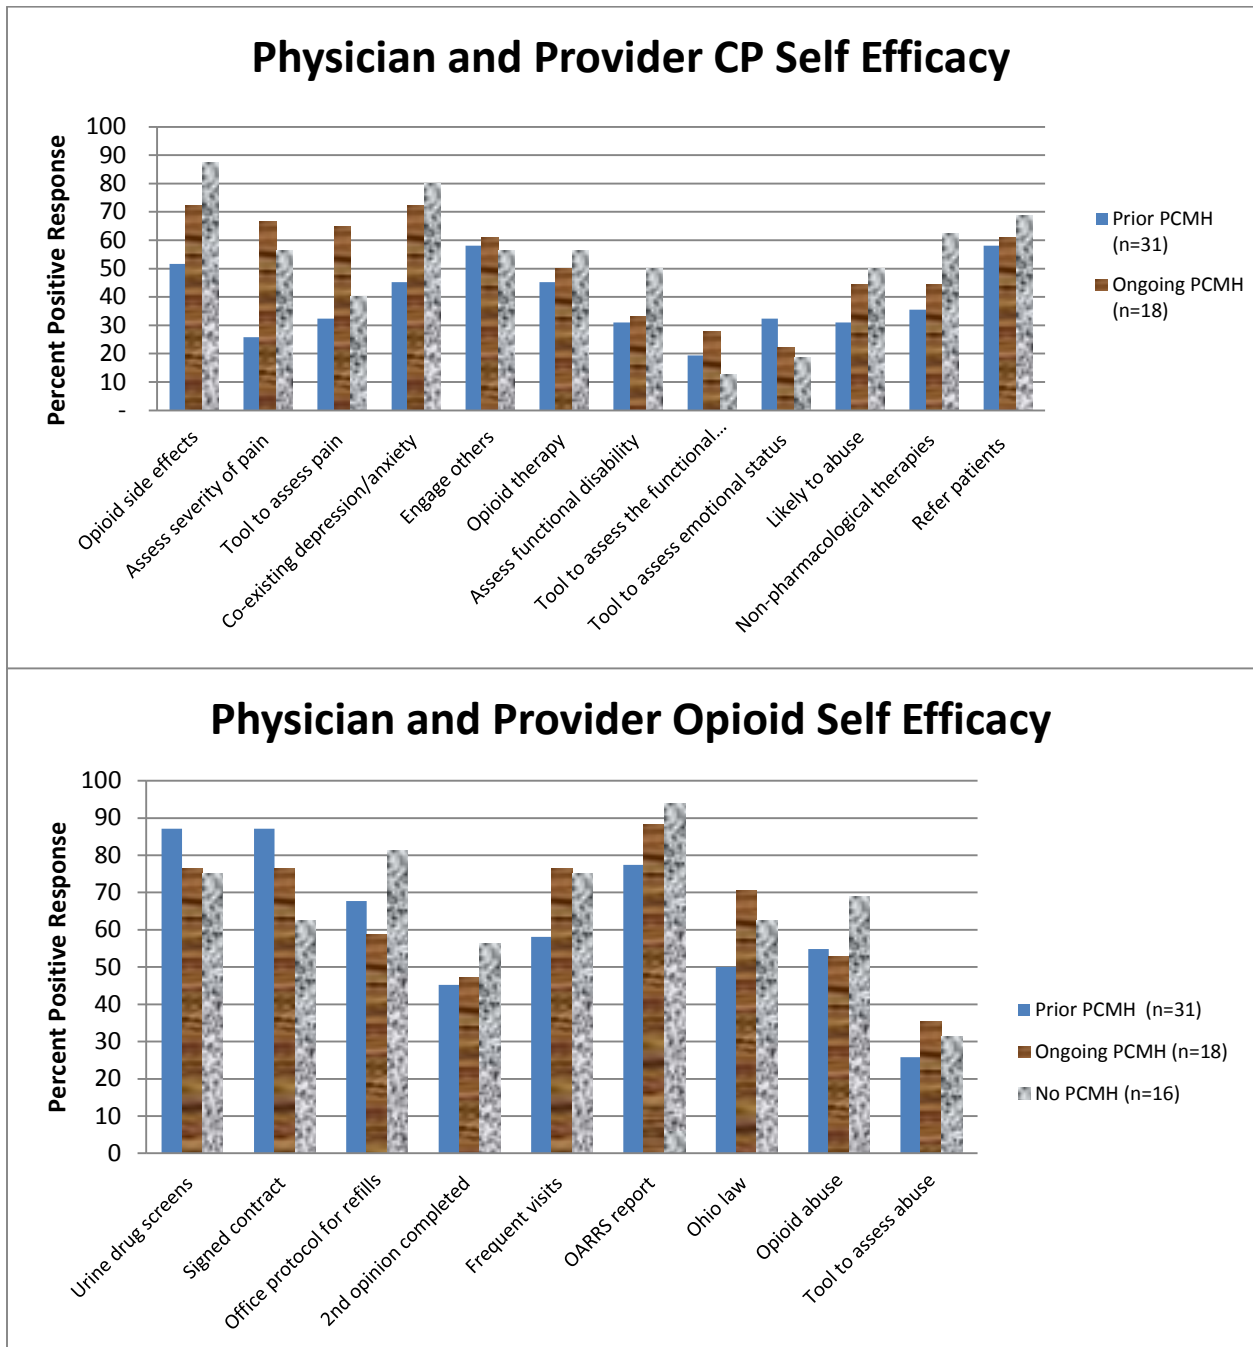 Physician and Provider CP Self Efficacy
Percent Positive Response
100
90
80
70
60
50
40
30
20
10
-
Opioid side effects
Assess severity of pain
Tool to assess pain
Co-existing depression/anxiety
Engage others
Opioid therapy
Assess functional disability
Tool to assess the functional...
Tool to assess emotional status
Likely to abuse
Non-pharmacological therapies
Refer patients
Prior PCMH
(n=31)
Ongoing PCMH
(n=18)
Physician and Provider Opioid Self Efficacy
Percent Positive Response
100
90
80
70
60
50
40
30
20
10
0
Urine drug screens
Signed contract
Office protocol for refills
2nd opinion completed
Frequent visits
OARRS report
Ohio law
Opioid abuse
Tool to assess abuse
Prior PCMH (n=31)
Ongoing PCMH (n=18)
No PCMH (n=16)